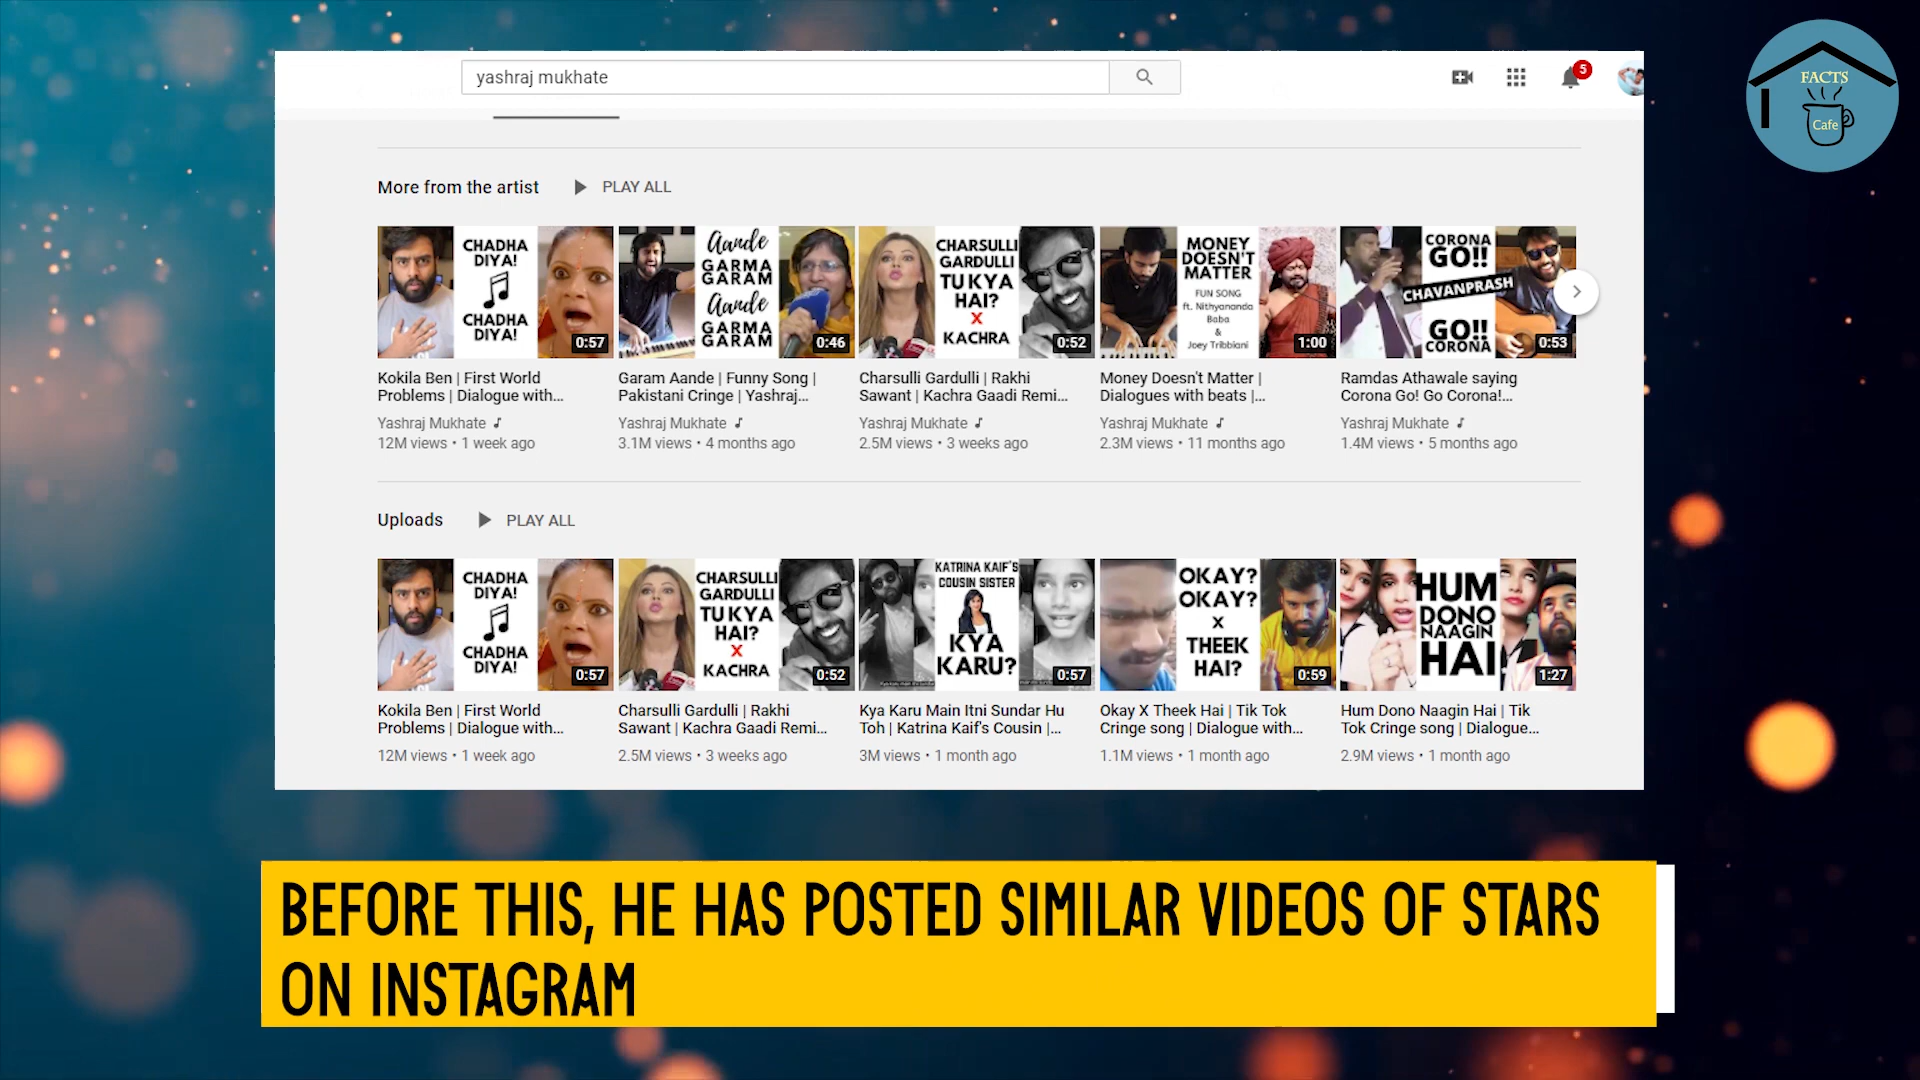 yashraj mukhate
5
FACTS
Cafe
More from the artist
PLAY ALL
CHADHA
DIYA!
CHADHA
DIYA!
0:57
Aande
GARMA
GARAM
Aande
GARMA
GARAM
0:46
CHARSULLI
GARDULLI
TU KYA
HAI?
X
KACHRA
0:52
MONEY
DOESN'T
MATTER
FUN SONG
ft. Nithyananda
Baba
&
Joey Tribbiani
1:00
CORONA
GO!!
CHAVANPRASH
GO!!
CORONA
0:53
Kokila Ben | First World
Problems | Dialogue with...
Yashraj Mukhate
12M views • 1 week ago
Garam Aande | Funny Song |
Pakistani Cringe | Yashraj...
Yashraj Mukhate
3.1M views • 4 months ago
Charsulli Gardulli | Rakhi
Sawant | Kachra Gaadi Remi...
Yashraj Mukhate
2.5M views • 3 weeks ago
Money Doesn't Matter |
Dialogues with beats |...
Yashraj Mukhate
2.3M views • 11 months ago
Ramdas Athawale saying
Corona Go! Go Corona!...
Yashraj Mukhate
1.4M views • 5 months ago
Uploads
PLAY ALL
CHADHA
DIYA!
CHADHA
DIYA!
0:57
CHARSULLI
GARDULLI
TU KYA
HAI?
X
KACHRA
0:52
KATRINA KAIF'S
COUSIN SISTER
KYA
KARU?
0:57
OKAY?
OKAY?
X
THEEK
HAI?
0:59
HUM
DONO
NAAGIN
HAI
1:27
Kokila Ben | First World
Problems | Dialogue with...
12M views • 1 week ago
Charsulli Gardulli | Rakhi
Sawant | Kachra Gaadi Remi...
2.5M views • 3 weeks ago
Kya Karu Main Itni Sundar Hu
Toh | Katrina Kaif's Cousin |...
3M views • 1 month ago
Okay X Theek Hai | Tik Tok
Cringe song | Dialogue with...
1.1M views • 1 month ago
Hum Dono Naagin Hai | Tik
Tok Cringe song | Dialogue...
2.9M views • 1 month ago
BEFORE THIS, HE HAS POSTED SIMILAR VIDEOS OF STARS
ON INSTAGRAM